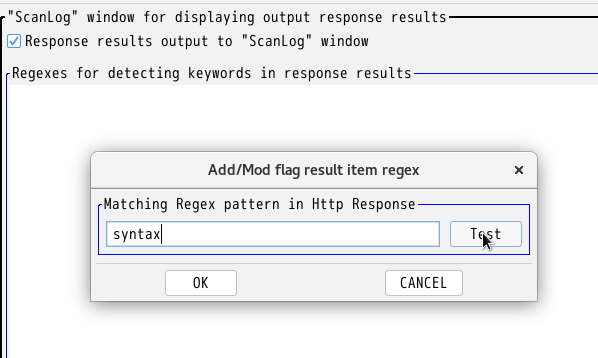 "ScanLog" window for displaying output response results
Response results output to "ScanLog" window
Regexes for detecting keywords in response results
Add/Mod flag result item regex
Matching Regex pattern in Http Response
syntax Test
OK CANCEL